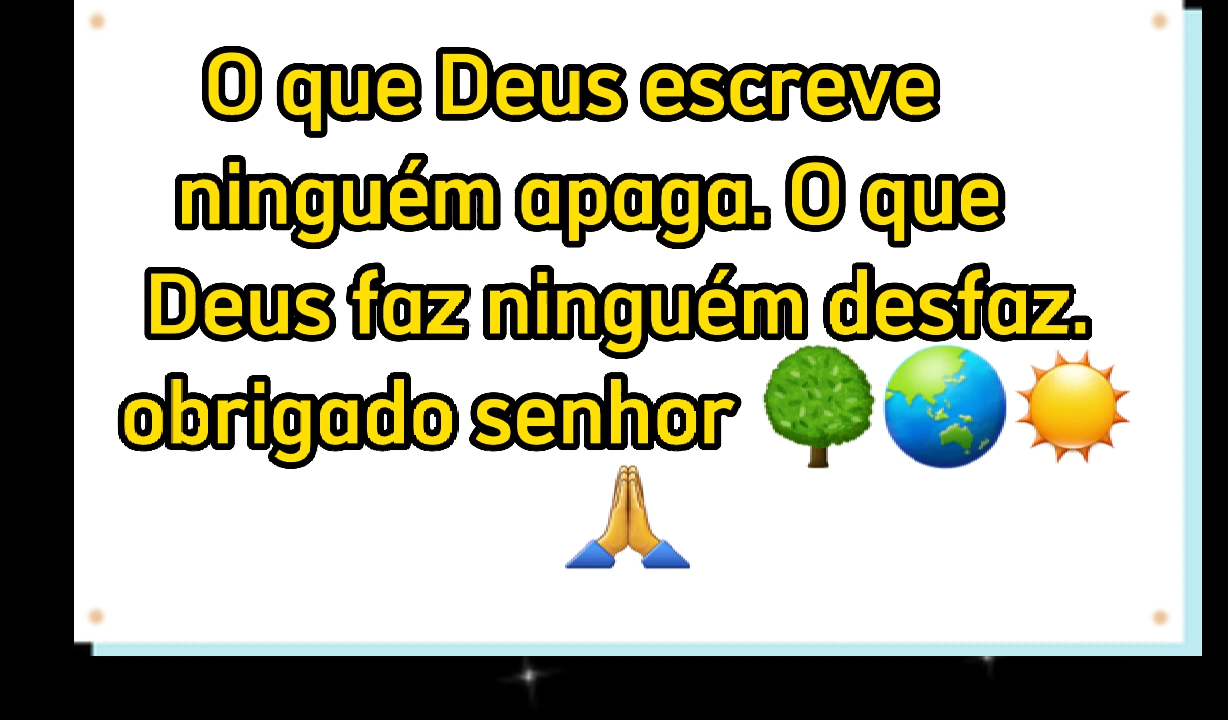 O que Deus escreve
ninguém apaga. O que
Deus faz ninguém desfaz.
obrigado senhor 🌳🌏☀️
🙏